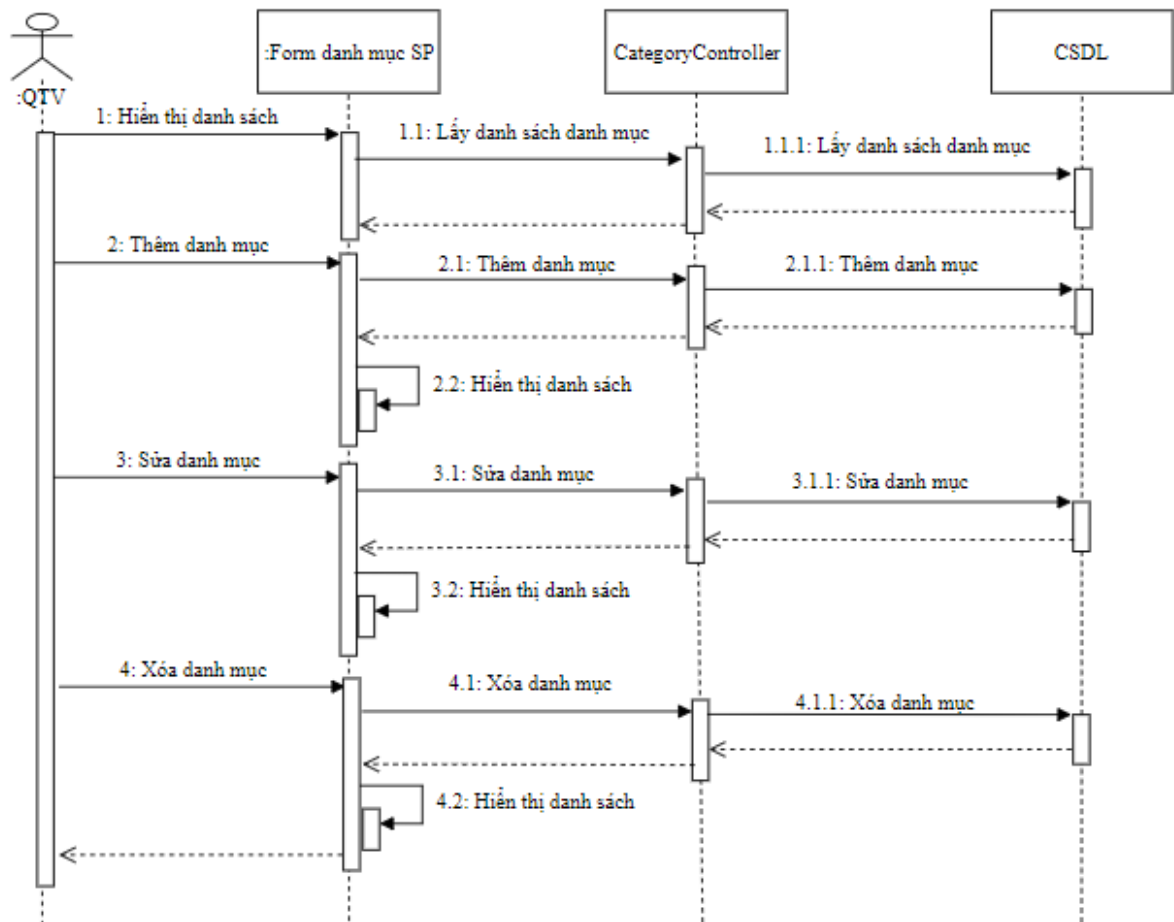 :Form danh mục SP
CategoryController
CSDL
:QTV
1: Hiển thị danh sách
1.1: Lấy danh sách danh mục
1.1.1: Lấy danh sách danh mục
2: Thêm danh mục
2.1: Thêm danh mục
2.1.1: Thêm danh mục
2.2: Hiển thị danh sách
3: Sửa danh mục
3.1: Sửa danh mục
3.1.1: Sửa danh mục
3.2: Hiển thị danh sách
4: Xóa danh mục
4.1: Xóa danh mục
4.1.1: Xóa danh mục
4.2: Hiển thị danh sách